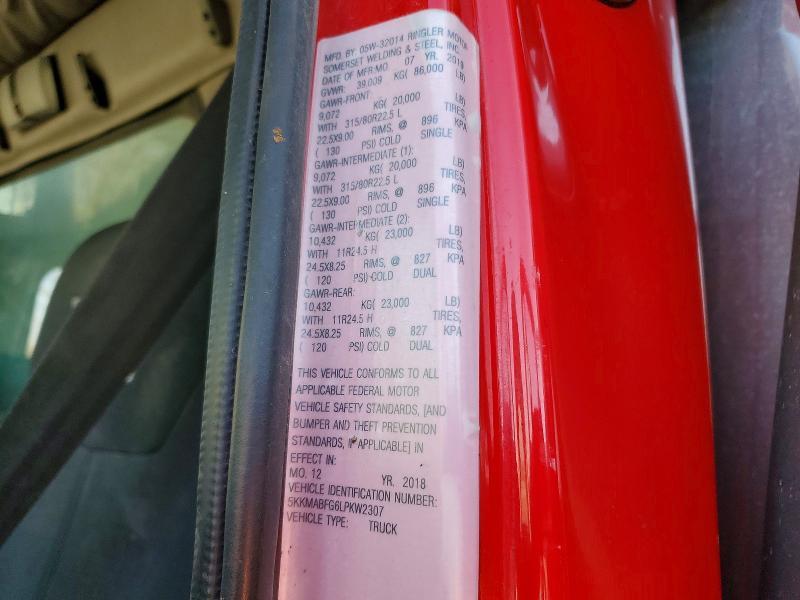 MFD. BY: 05W-32014 RINGLER MOTOR
SOMERSET WELDING & STEEL, INC.
DATE OF MFR:MO. 07 YR. 2019
GVWR: 39,009 KG( 86,000 LB)
GAWR-FRONT:
9,072 KG( 20,000 LB)
WITH 315/80R22.5 L TIRES,
22.5X9.00 RIMS, @ 896 KPA
( 130 PSI) COLD SINGLE
GAWR-INTERMEDIATE (1):
9,072 KG( 20,000 LB)
WITH 315/80R22.5 L TIRES,
22.5X9.00 RIMS, @ 896 KPA
( 130 PSI) COLD SINGLE
GAWR-INTERMEDIATE (2):
10,432 KG( 23,000 LB)
WITH 11R24.5 H TIRES,
24.5X8.25 RIMS, @ 827 KPA
( 120 PSI) COLD DUAL
GAWR-REAR:
10,432 KG( 23,000 LB)
WITH 11R24.5 H TIRES,
24.5X8.25 RIMS, @ 827 KPA
( 120 PSI) COLD DUAL
THIS VEHICLE CONFORMS TO ALL
APPLICABLE FEDERAL MOTOR
VEHICLE SAFETY STANDARDS, [AND
BUMPER AND THEFT PREVENTION
STANDARDS, IF APPLICABLE] IN
EFFECT IN:
MO. 12 YR. 2018
VEHICLE IDENTIFICATION NUMBER:
5KKMABFG6LPKW2307
VEHICLE TYPE: TRUCK